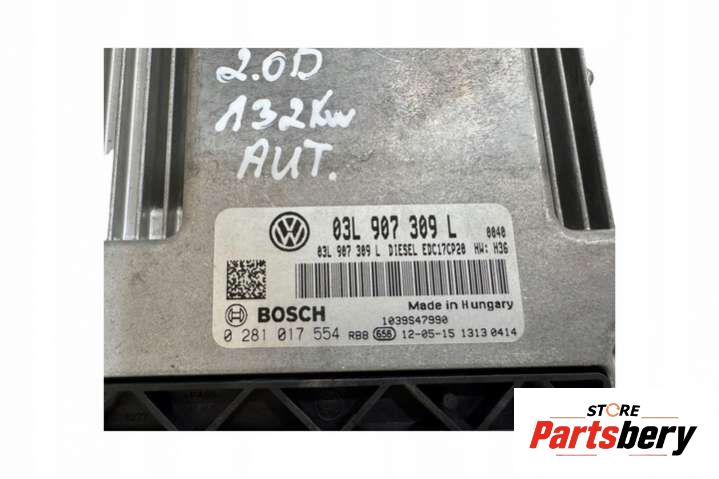 2.0D
132Kw
AUT.
03L 907 309 L 0040
03L 907 309 L DIESEL EDC17CP20 HW: H36
Made in Hungary
BOSCH 1039S47990
0 281 017 554 RBB 658 12-05-15 1313 0414
STORE
Partsbery